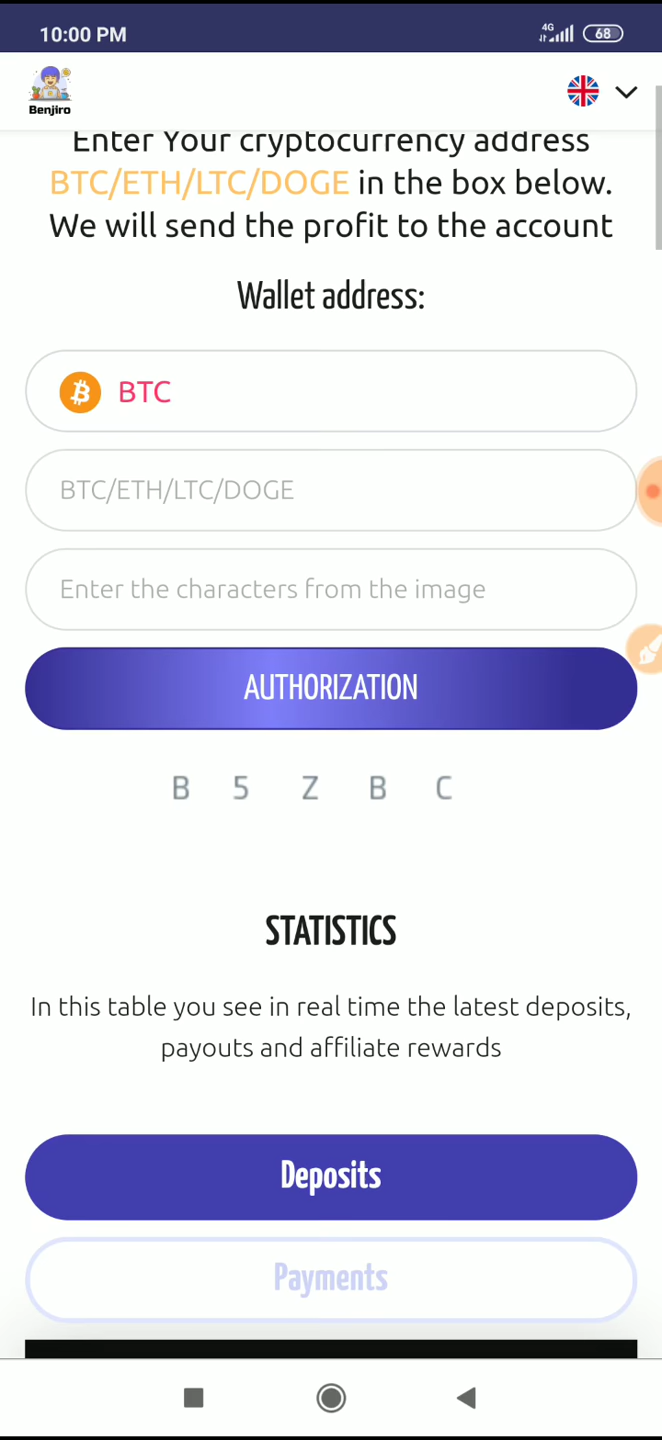 10:00 PM
4G
68
Benjiro
Enter Your cryptocurrency address
BTC/ETH/LTC/DOGE in the box below.
We will send the profit to the account
Wallet address:
BTC
BTC/ETH/LTC/DOGE
Enter the characters from the image
AUTHORIZATION
B 5 Z B C
STATISTICS
In this table you see in real time the latest deposits,
payouts and affiliate rewards
Deposits
Payments